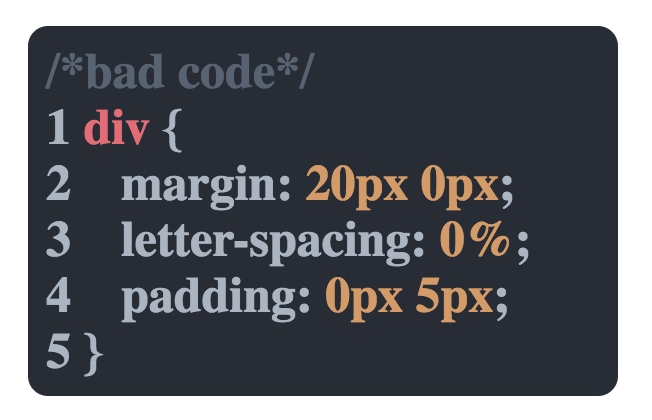 /*bad code*/
1 div {
2    margin: 20px 0px;
3    letter-spacing: 0%;
4    padding: 0px 5px;
5 }